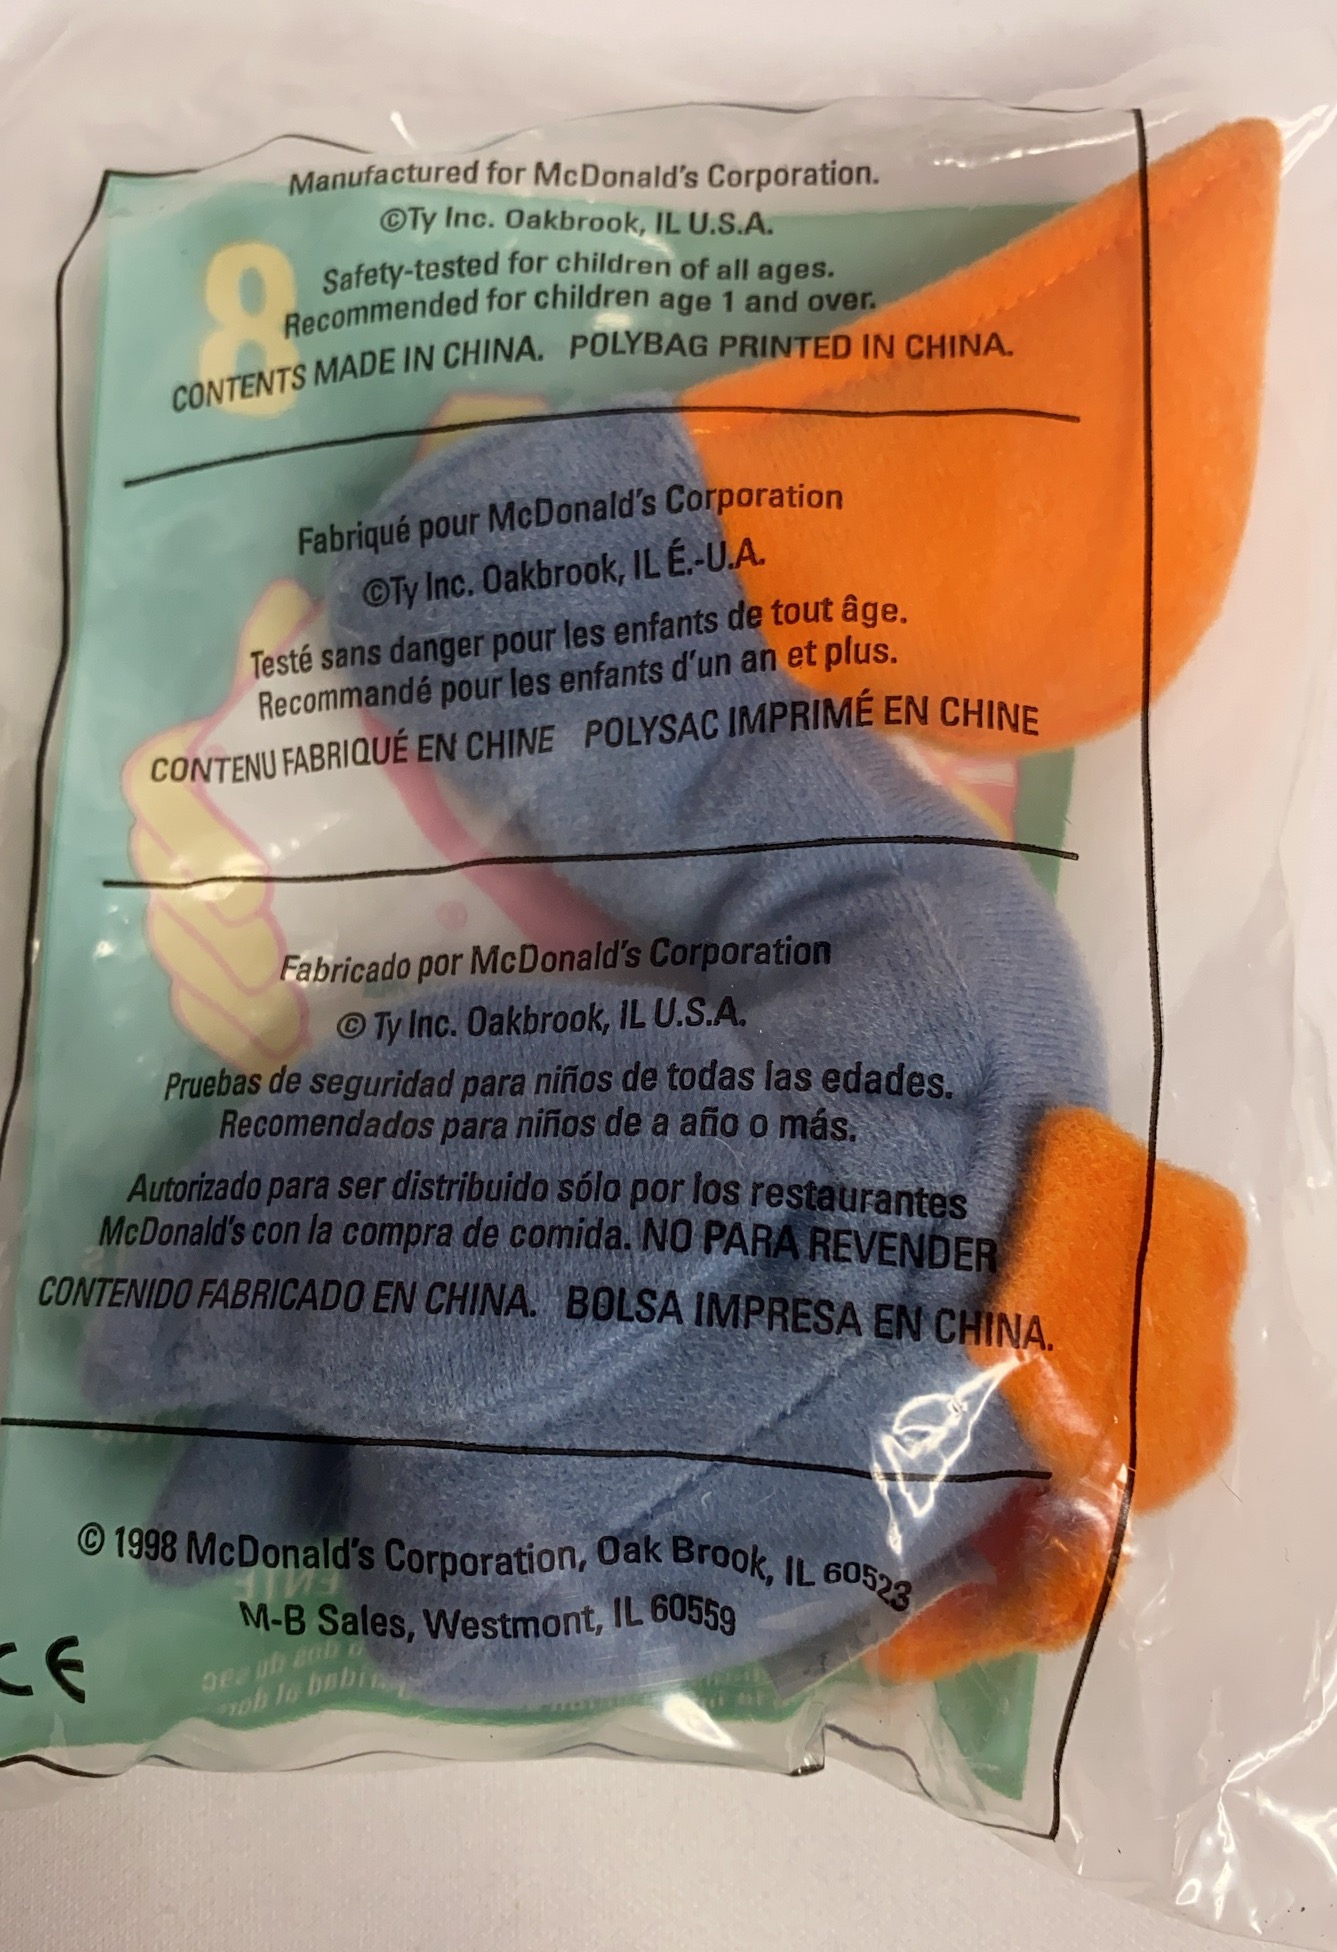 Manufactured for McDonald's Corporation.
©Ty Inc. Oakbrook, IL U.S.A.
8
Safety-tested for children of all ages.
Recommended for children age 1 and over.
CONTENTS MADE IN CHINA. POLYBAG PRINTED IN CHINA.
Fabriqué pour McDonald's Corporation
©Ty Inc. Oakbrook, IL É.-U.A.
Testé sans danger pour les enfants de tout âge.
Recommandé pour les enfants d'un an et plus.
CONTENU FABRIQUÉ EN CHINE POLYSAC IMPRIMÉ EN CHINE
Fabricado por McDonald's Corporation
© Ty Inc. Oakbrook, IL U.S.A.
Pruebas de seguridad para niños de todas las edades.
Recomendados para niños de a año o más.
Autorizado para ser distribuido sólo por los restaurantes
McDonald's con la compra de comida. NO PARA REVENDER
CONTENIDO FABRICADO EN CHINA. BOLSA IMPRESA EN CHINA.
© 1998 McDonald's Corporation, Oak Brook, IL 60523
M-B Sales, Westmont, IL 60559
CE